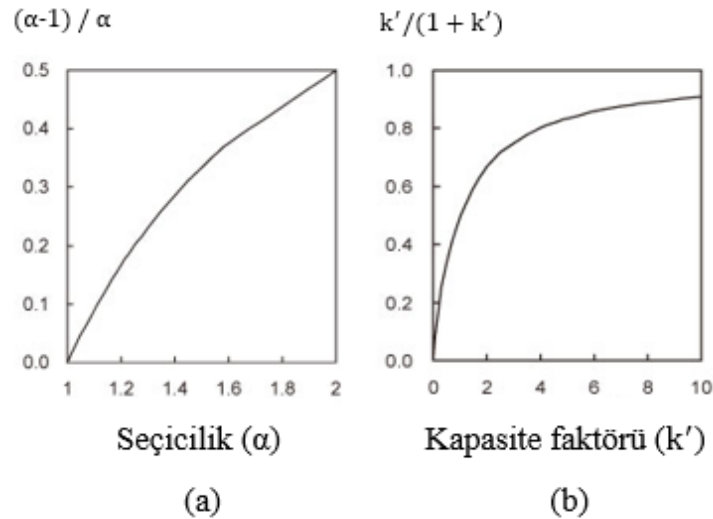 (α-1) / α
0.5
0.4
0.3
0.2
0.1
0.0
1 1.2 1.4 1.6 1.8 2
Seçicilik (α)
(a)
k′/(1 + k′)
1.0
0.8
0.6
0.4
0.2
0.0
0 2 4 6 8 10
Kapasite faktörü (k′)
(b)